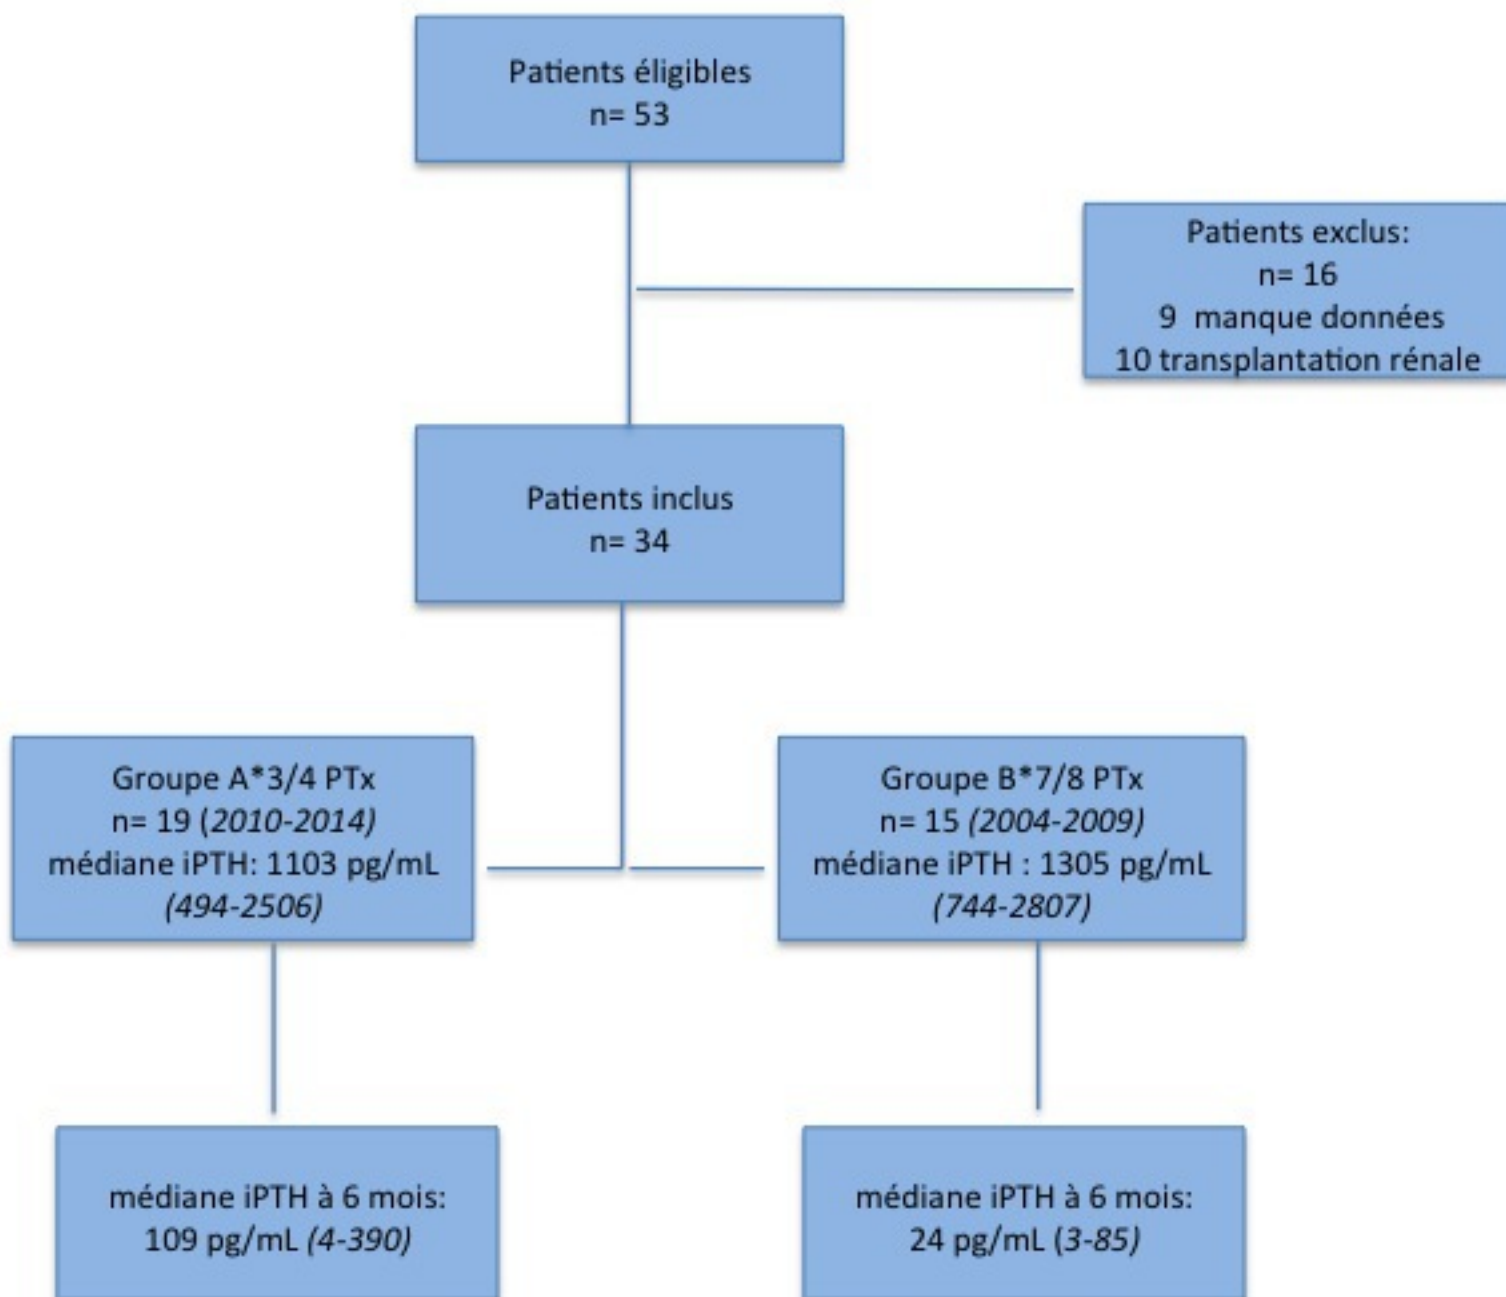 Patients éligibles
n= 53
Patients exclus:
n= 16
9  manque données
10 transplantation rénale
Patients inclus
n= 34
Groupe A*3/4 PTx
n= 19 (2010-2014)
médiane iPTH: 1103 pg/mL
(494-2506)
Groupe B*7/8 PTx
n= 15 (2004-2009)
médiane iPTH : 1305 pg/mL
(744-2807)
médiane iPTH à 6 mois:
109 pg/mL (4-390)
médiane iPTH à 6 mois:
24 pg/mL (3-85)